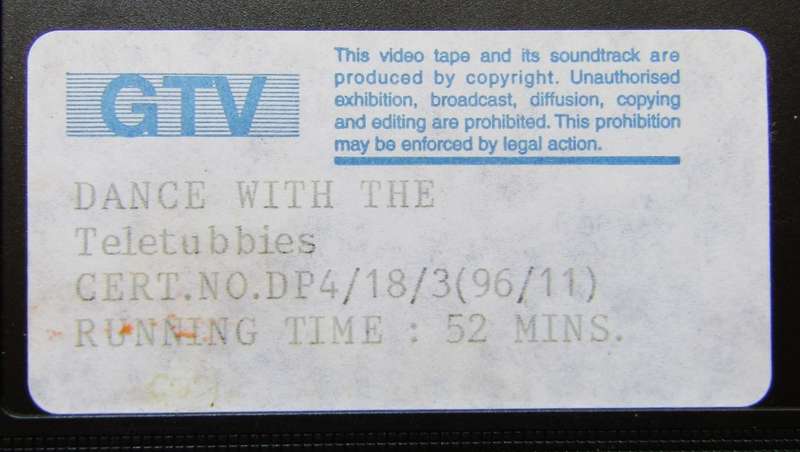 GTV
This video tape and its soundtrack are
produced by copyright. Unauthorised
exhibition, broadcast, diffusion, copying
and editing are prohibited. This prohibition
may be enforced by legal action.
DANCE WITH THE
Teletubbies
CERT.NO.DP4/18/3(96/11)
RUNNING TIME : 52 MINS.